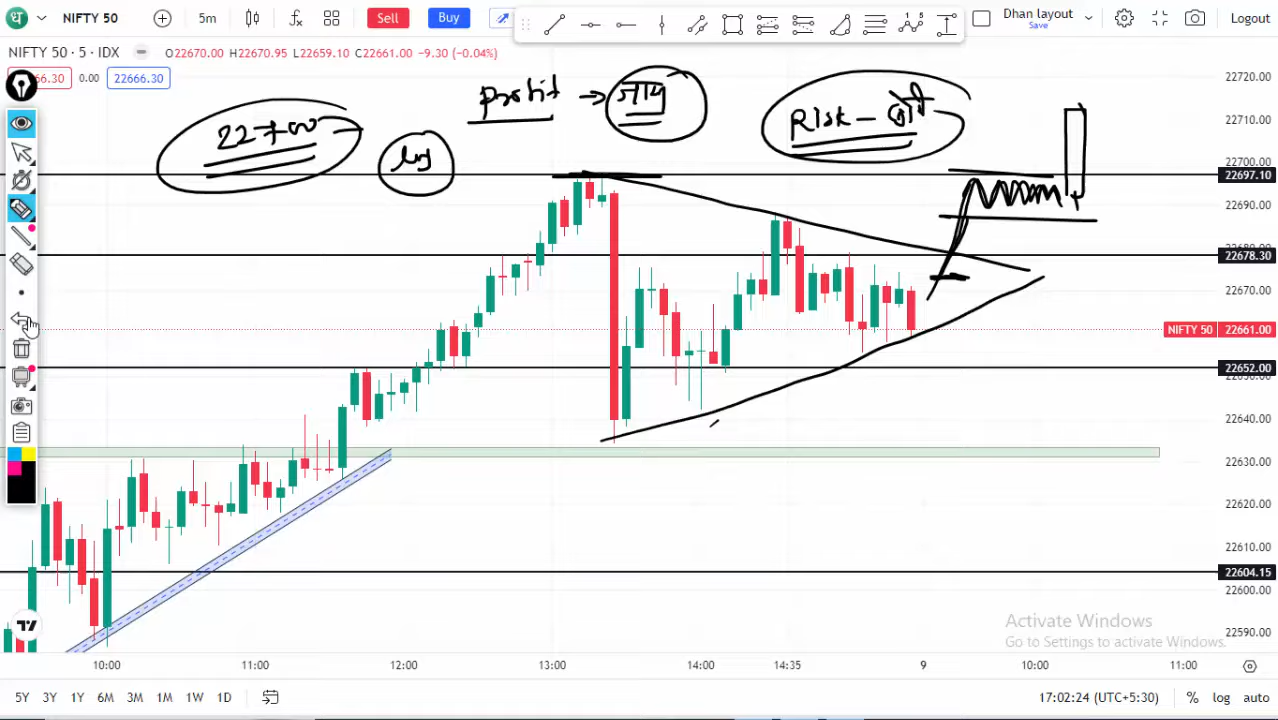 5m
Sell
Buy
Dhan layout
Save
Logout
NIFTY 50 · 5 · IDX
O22670.00 H22670.95 L22659.10 C22661.00 -9.30 (-0.04%)
66.30
0.00
22666.30
Profit →
Risk -
22720.00
22710.00
22700.00
22697.10
22690.00
22678.30
22670.00
NIFTY 50
22661.00
22652.00
22640.00
22630.00
22620.00
22610.00
22604.15
22600.00
22590.00
Activate Windows
Go to Settings to activate Windows.
10:00
11:00
12:00
13:00
14:00
14:35
9
10:00
11:00
5Y 3Y 1Y 6M 3M 1M 1W 1D
17:02:24 (UTC+5:30)
%
log
auto